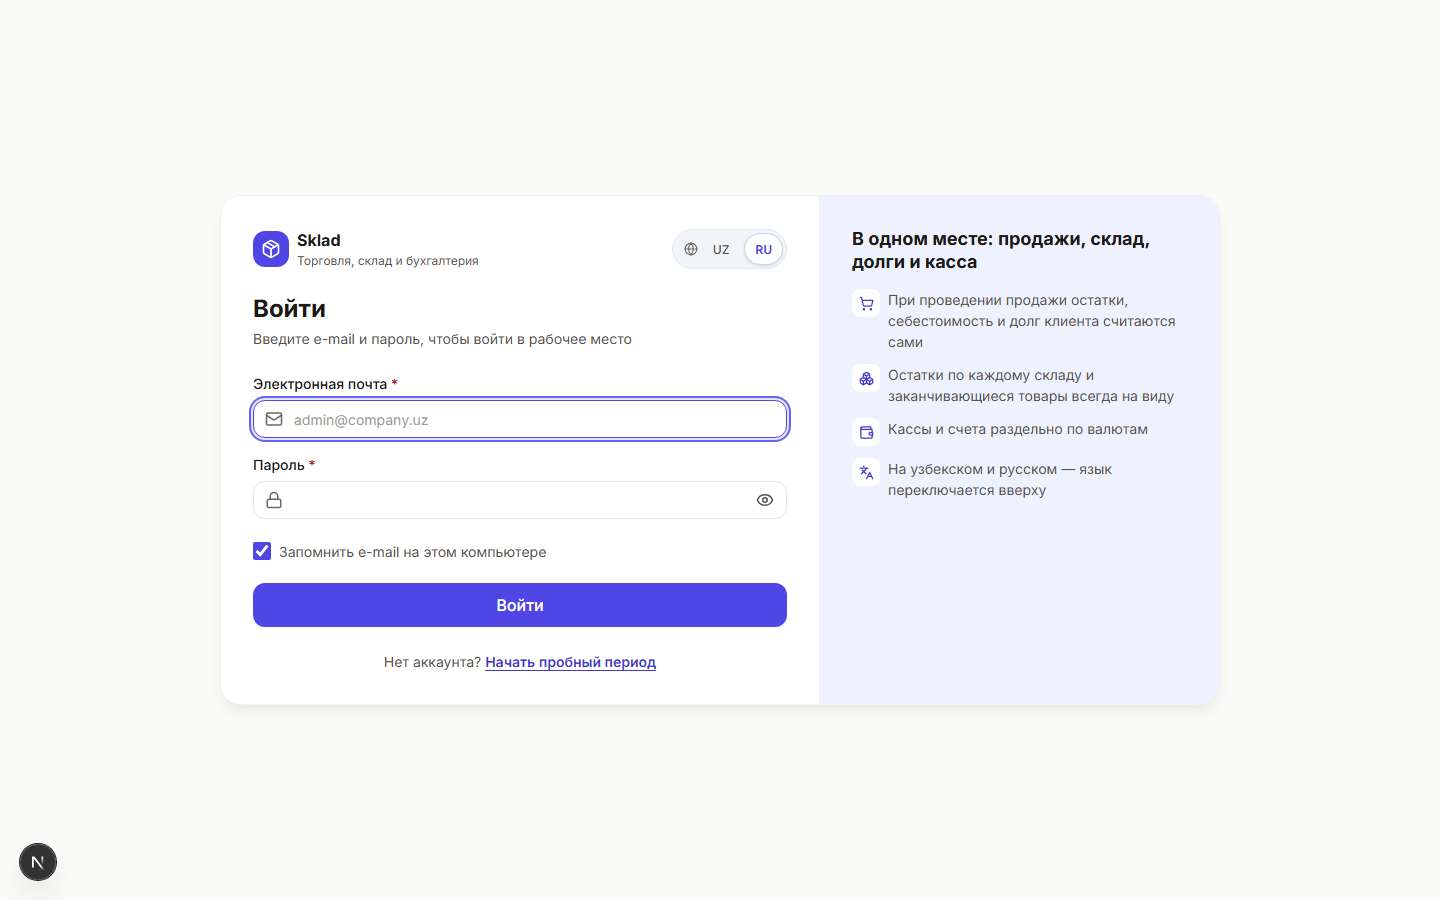 Sklad
Торговля, склад и бухгалтерия
UZ
RU
Войти
Введите e-mail и пароль, чтобы войти в рабочее место
Электронная почта *
admin@company.uz
Пароль *
Запомнить e-mail на этом компьютере
Войти
Нет аккаунта? Начать пробный период
В одном месте: продажи, склад,
долги и касса
При проведении продажи остатки,
себестоимость и долг клиента считаются
сами
Остатки по каждому складу и
заканчивающиеся товары всегда на виду
Кассы и счета раздельно по валютам
На узбекском и русском — язык
переключается вверху
N